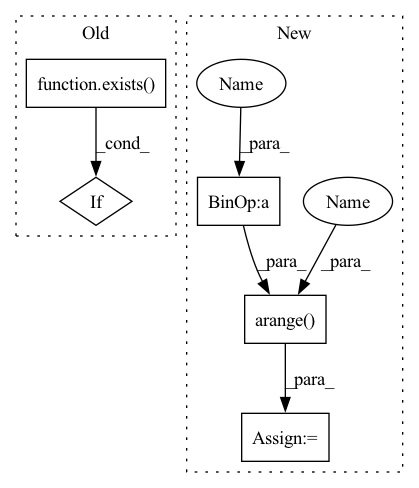 Old
New
function.exists()
Name
_cond_
_para_
If
BinOp:a
Name
_para_
_para_
arange()
_para_
Assign:=